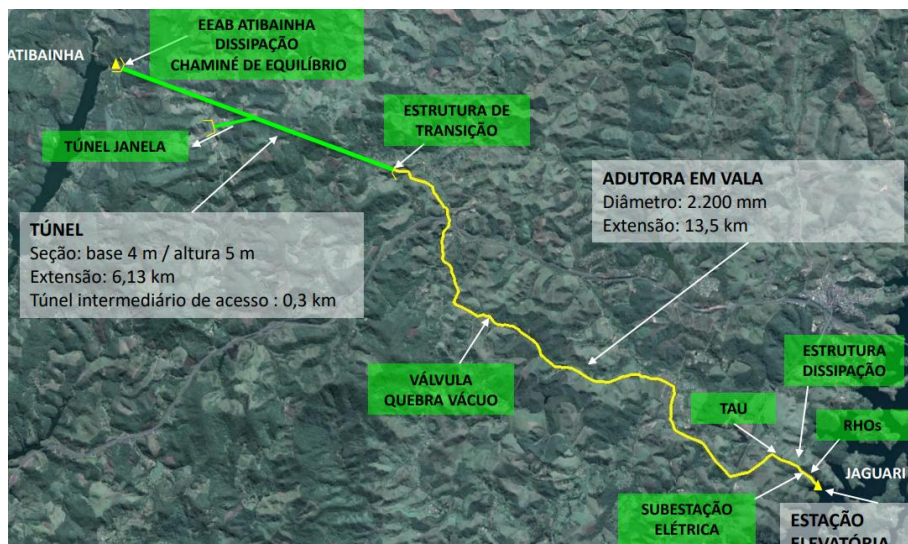 EEAB ATIBAINHA
DISSIPAÇÃO
CHAMINÉ DE EQUILÍBRIO
ATIBAINHA
ESTRUTURA DE
TRANSIÇÃO
TÚNEL JANELA
ADUTORA EM VALA
Diâmetro: 2.200 mm
Extensão: 13,5 km
TÚNEL
Seção: base 4 m / altura 5 m
Extensão: 6,13 km
Túnel intermediário de acesso : 0,3 km
VÁLVULA
QUEBRA VÁCUO
ESTRUTURA
DISSIPAÇÃO
TAU
RHOs
JAGUARI
SUBESTAÇÃO
ELÉTRICA
ESTAÇÃO
ELEVATÓRIA